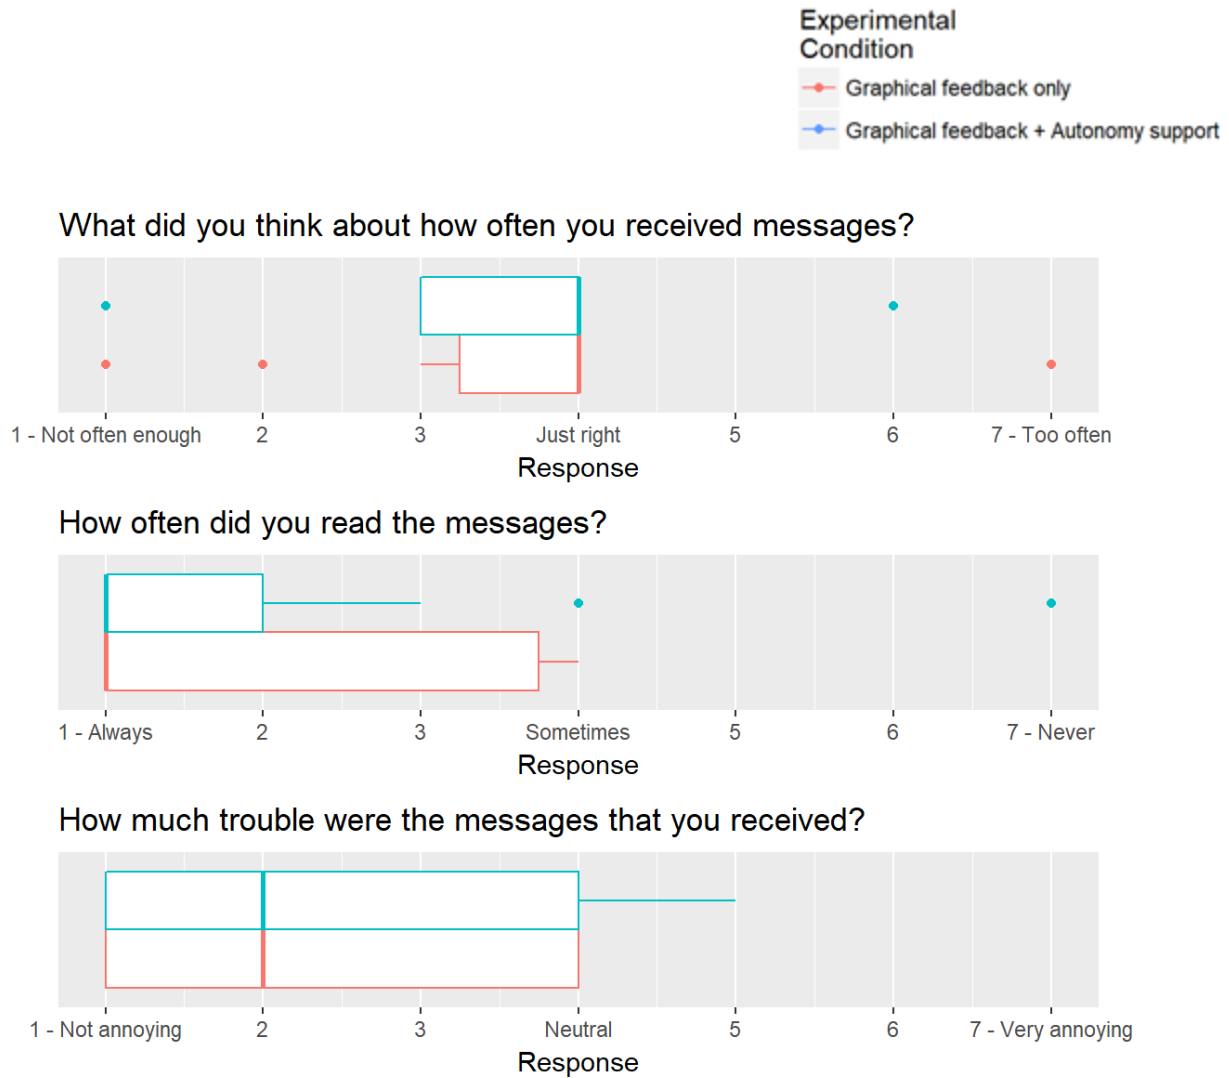 Experimental
Condition
Graphical feedback only
Graphical feedback + Autonomy support
What did you think about how often you received messages?
1 - Not often enough 2 3 Just right 5 6 7 - Too often
Response
How often did you read the messages?
1 - Always 2 3 Sometimes 5 6 7 - Never
Response
How much trouble were the messages that you received?
1 - Not annoying 2 3 Neutral 5 6 7 - Very annoying
Response